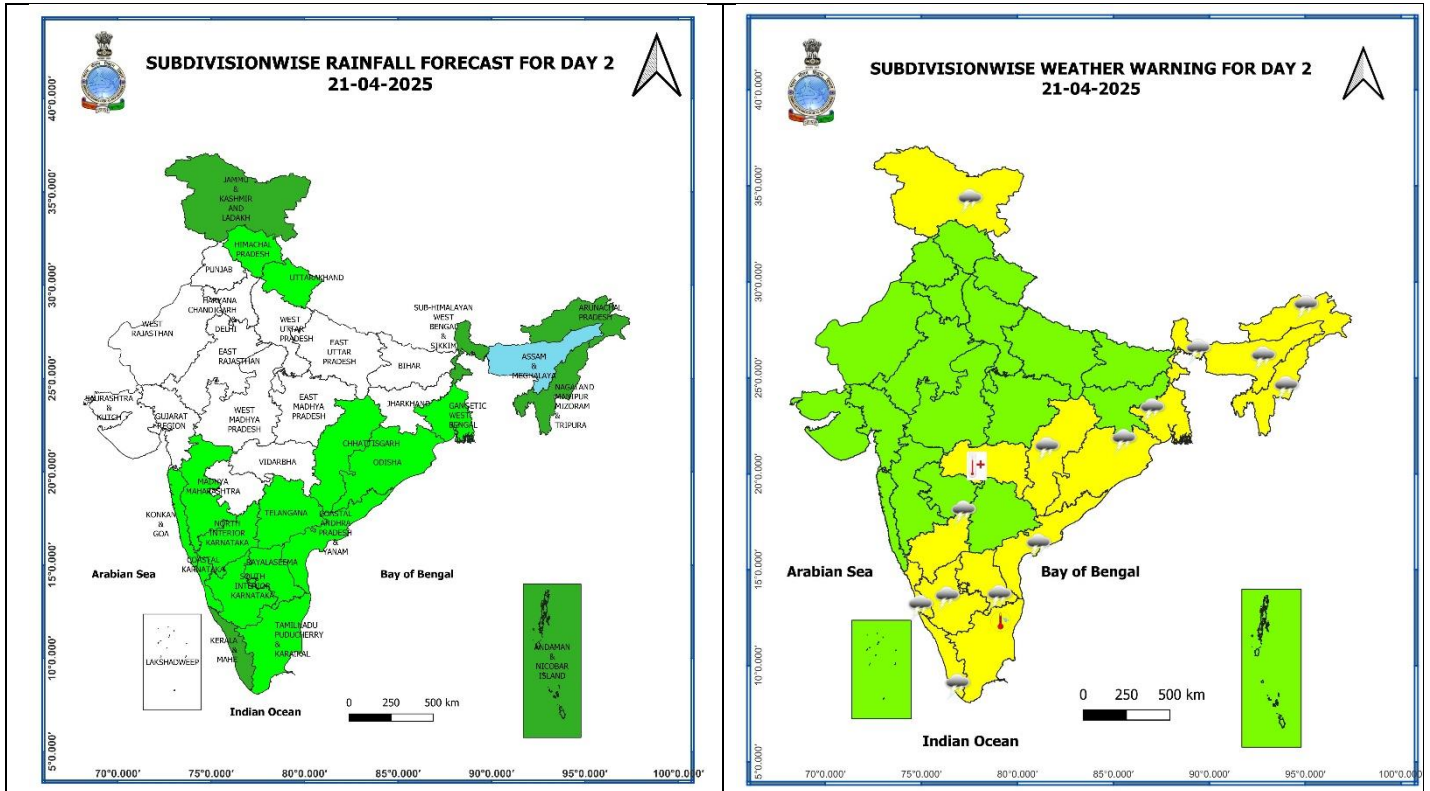 SUBDIVISIONWISE RAINFALL FORECAST FOR DAY 2
21-04-2025
JAMMU
&
KASHMIR
AND
LADAKH
HIMACHAL
PRADESH
PUNJAB
UTTARAKHAND
HARYANA
CHANDIGARH
&
DELHI
WEST
RAJASTHAN
WEST
UTTAR
PRADESH
EAST
RAJASTHAN
EAST
UTTAR
PRADESH
BIHAR
SUB-HIMALAYAN
WEST
BENGAL
&
SIKKIM
ARUNACHAL
PRADESH
ASSAM
&
MEGHALAYA
NAGALAND
MANIPUR
MIZORAM
&
TRIPURA
SAURASHTRA
&
KUTCH
GUJARAT
REGION
WEST
MADHYA
PRADESH
EAST
MADHYA
PRADESH
JHARKHAND
GANGETIC
WEST
BENGAL
CHHATTISGARH
ODISHA
VIDARBHA
MADHYA
MAHARASHTRA
KONKAN
&
GOA
TELANGANA
COASTAL
ANDHRA
PRADESH
&
YANAM
NORTH
INTERIOR
KARNATAKA
COASTAL
KARNATAKA
RAYALASEEMA
SOUTH
INTERIOR
KARNATAKA
TAMILKADU
PUDUCHERRY
&
KARAIKAL
KERALA
&
MAHE
LAKSHADWEEP
ANDAMAN
&
NICOBAR
ISLAND
Arabian Sea
Bay of Bengal
Indian Ocean
0 250 500 km
40°0.000'
35°0.000'
30°0.000'
25°0.000'
20°0.000'
15°0.000'
10°0.000'
5°0.000'
70°0.000' 75°0.000' 80°0.000' 85°0.000' 90°0.000' 95°0.000' 100°0.000'
SUBDIVISIONWISE WEATHER WARNING FOR DAY 2
21-04-2025
Arabian Sea
Bay of Bengal
Indian Ocean
0 250 500 km
40°0.000'
35°0.000'
30°0.000'
25°0.000'
20°0.000'
15°0.000'
10°0.000'
5°0.000'
70°0.000' 75°0.000' 80°0.000' 85°0.000' 90°0.000' 95°0.000' 100°0.000'